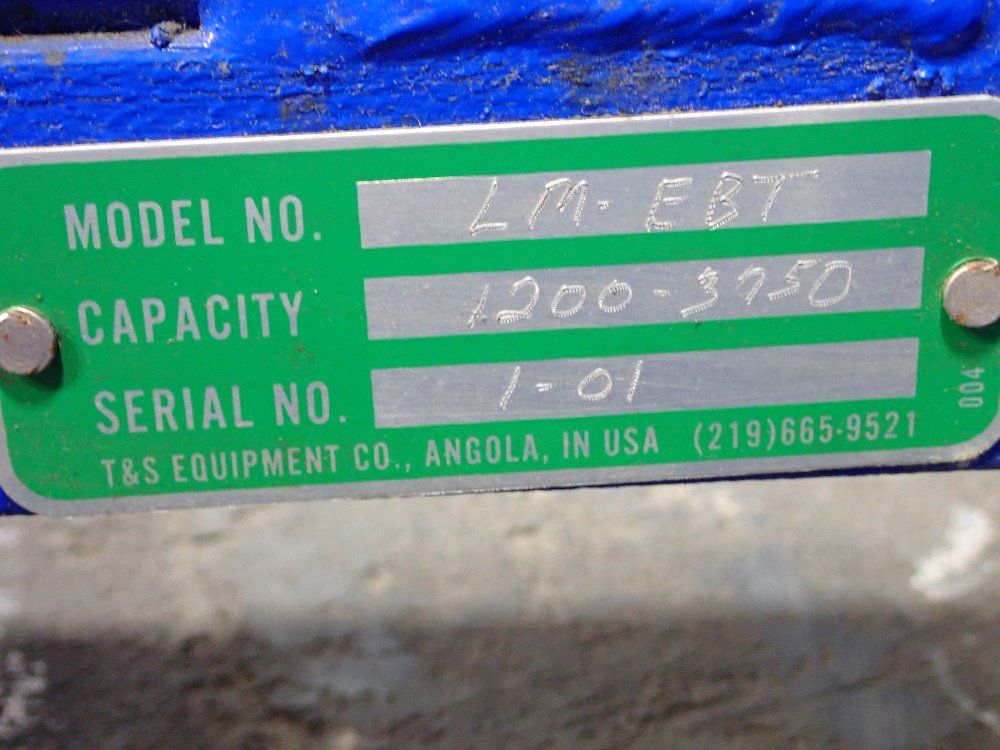 MODEL NO. LM-EBT
CAPACITY 1200-3750
SERIAL NO. 1-01
T&S EQUIPMENT CO., ANGOLA, IN USA (219)665-9521
004